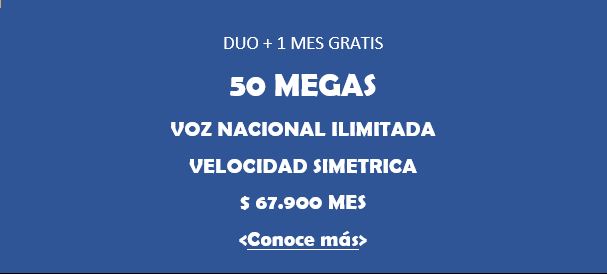 DUO + 1 MES GRATIS
50 MEGAS
VOZ NACIONAL ILIMITADA
VELOCIDAD SIMETRICA
$ 67.900 MES
<Conoce más>